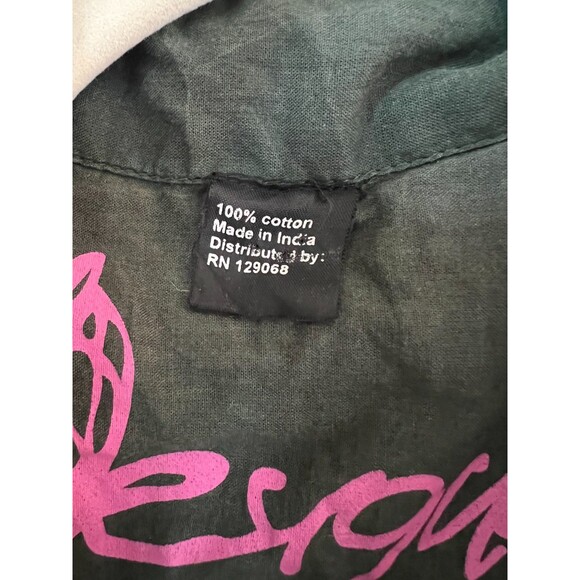 100% cotton
Made in India
Distributed by:
RN 129068